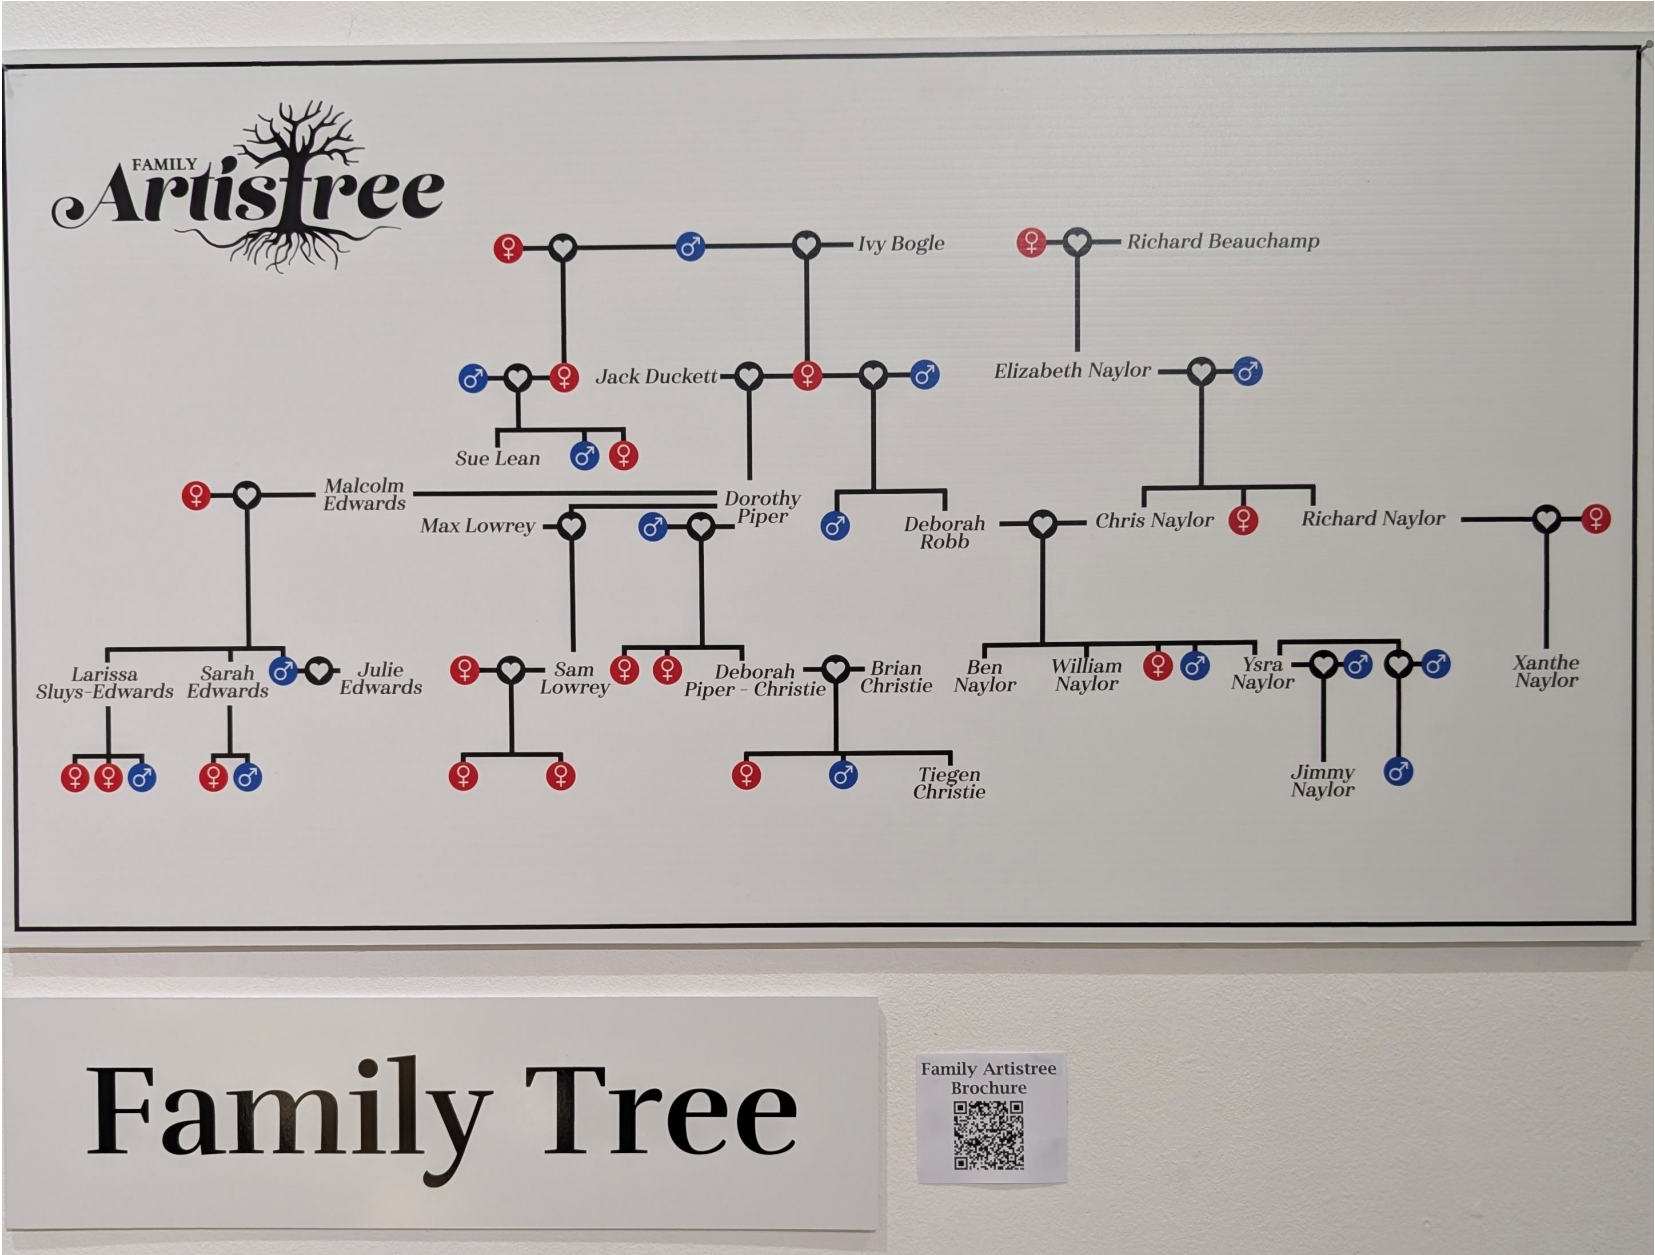 FAMILY
Artistree
Ivy Bogle
Richard Beauchamp
Jack Duckett
Elizabeth Naylor
Sue Lean
Malcolm
Edwards
Dorothy
Piper
Max Lowrey
Deborah
Robb
Chris Naylor
Richard Naylor
Larissa
Sluys-Edwards
Sarah
Edwards
Julie
Edwards
Sam
Lowrey
Deborah
Piper - Christie
Brian
Christie
Ben
Naylor
William
Naylor
Ysra
Naylor
Xanthe
Naylor
Tiegen
Christie
Jimmy
Naylor
Family Tree
Family Artistree
Brochure